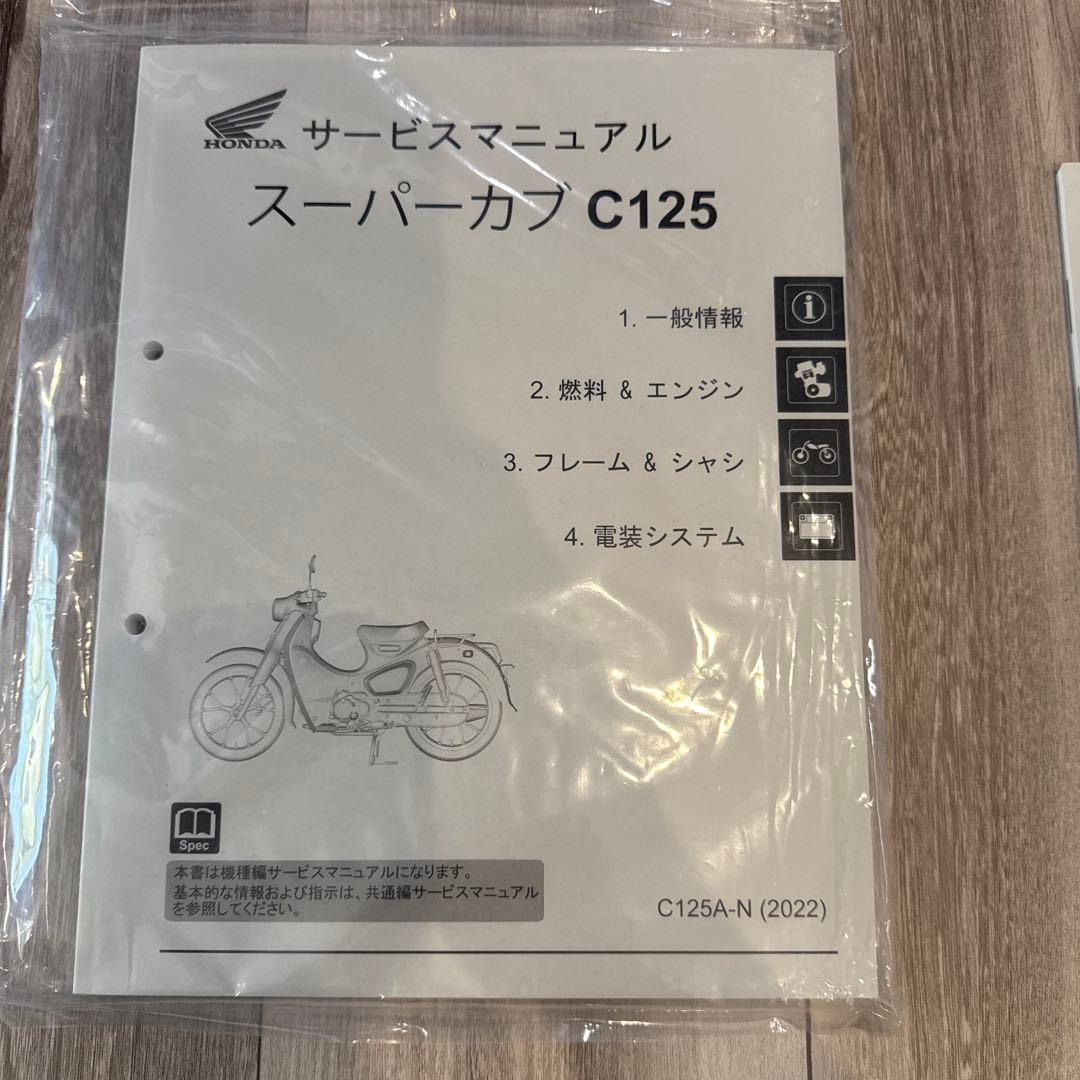 HONDA サービスマニュアル
スーパーカブ C125
1. 一般情報
2. 燃料 & エンジン
3. フレーム & シャシ
4. 電装システム
Spec
本書は機種編サービスマニュアルになります。
基本的な情報および指示は、共通編サービスマニュアル
を参照してください。
C125A-N (2022)